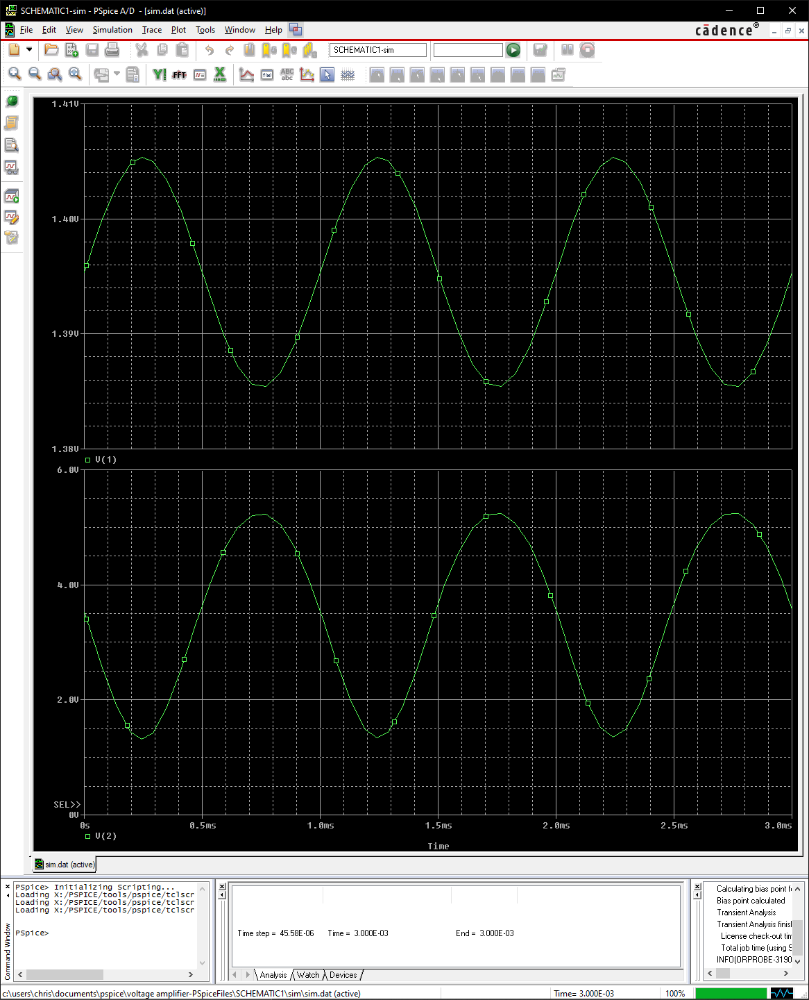 SCHEMATIC1-sim - PSpice A/D - [sim.dat (active)]
File Edit View Simulation Trace Plot Tools Window Help
cādence®
SCHEMATIC1-sim
FFT
ABC
abc
1.41V
1.40V
1.39V
1.38V
V(1)
6.0V
4.0V
2.0V
SEL>>
0V
0s 0.5ms 1.0ms 1.5ms 2.0ms 2.5ms 3.0ms
V(2)
Time
sim.dat (active)
Command Window
PSpice> Initializing Scripting...
Loading X:/PSPICE/tools/pspice/tclscr
Loading X:/PSPICE/tools/pspice/tclscr
Loading X:/PSPICE/tools/pspice/tclscr
PSpice>
Time step = 45.58E-06 Time = 3.000E-03 End = 3.000E-03
Analysis Watch Devices
Calculating bias point f
Bias point calculated
Transient Analysis
Transient Analysis finis
License check-out tim
Total job time (using S
INFO(ORPROBE-3190
c:\users\chris\documents\pspice\voltage amplifier-PSpiceFiles\SCHEMATIC1\sim\sim.dat (active)
Time= 3.000E-03
100%